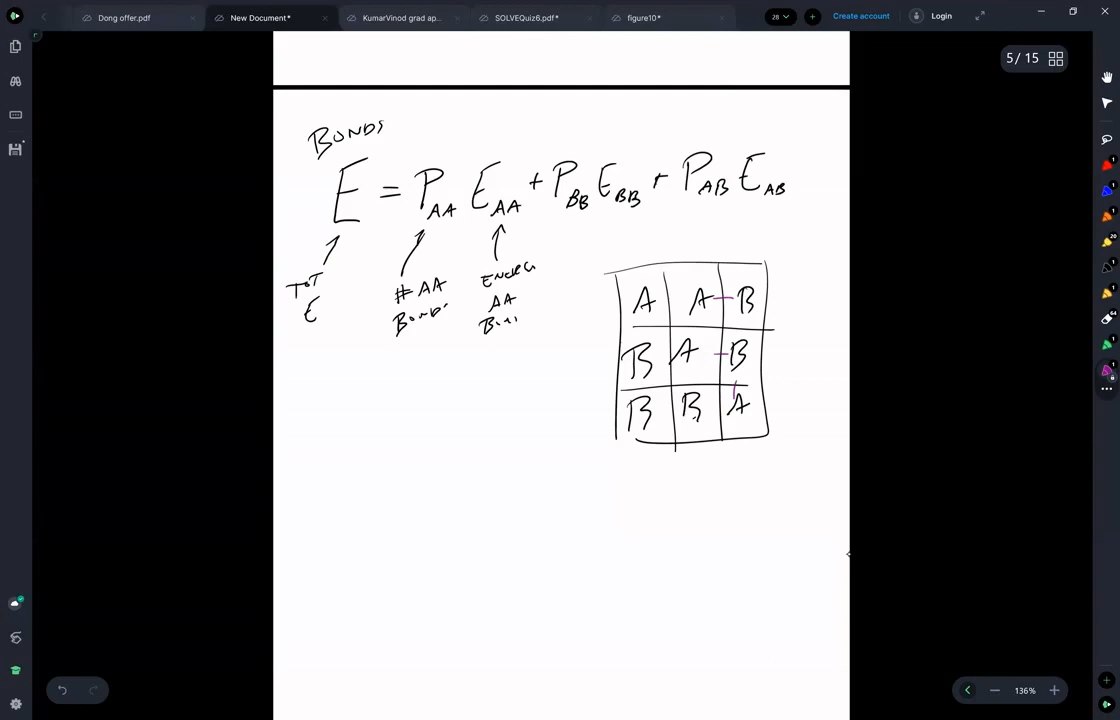 Dong offer.pdf
New Document*
KumarVinod grad ap...
SOLVEQuiz6.pdf*
figure10*
28
Create account
Login
5 / 15
BONDS
E = P_AA E_AA + P_BB E_BB + P_AB E_AB
TOT
E
# AA
BONDS
AA
A A B
B A B
B B A
136%